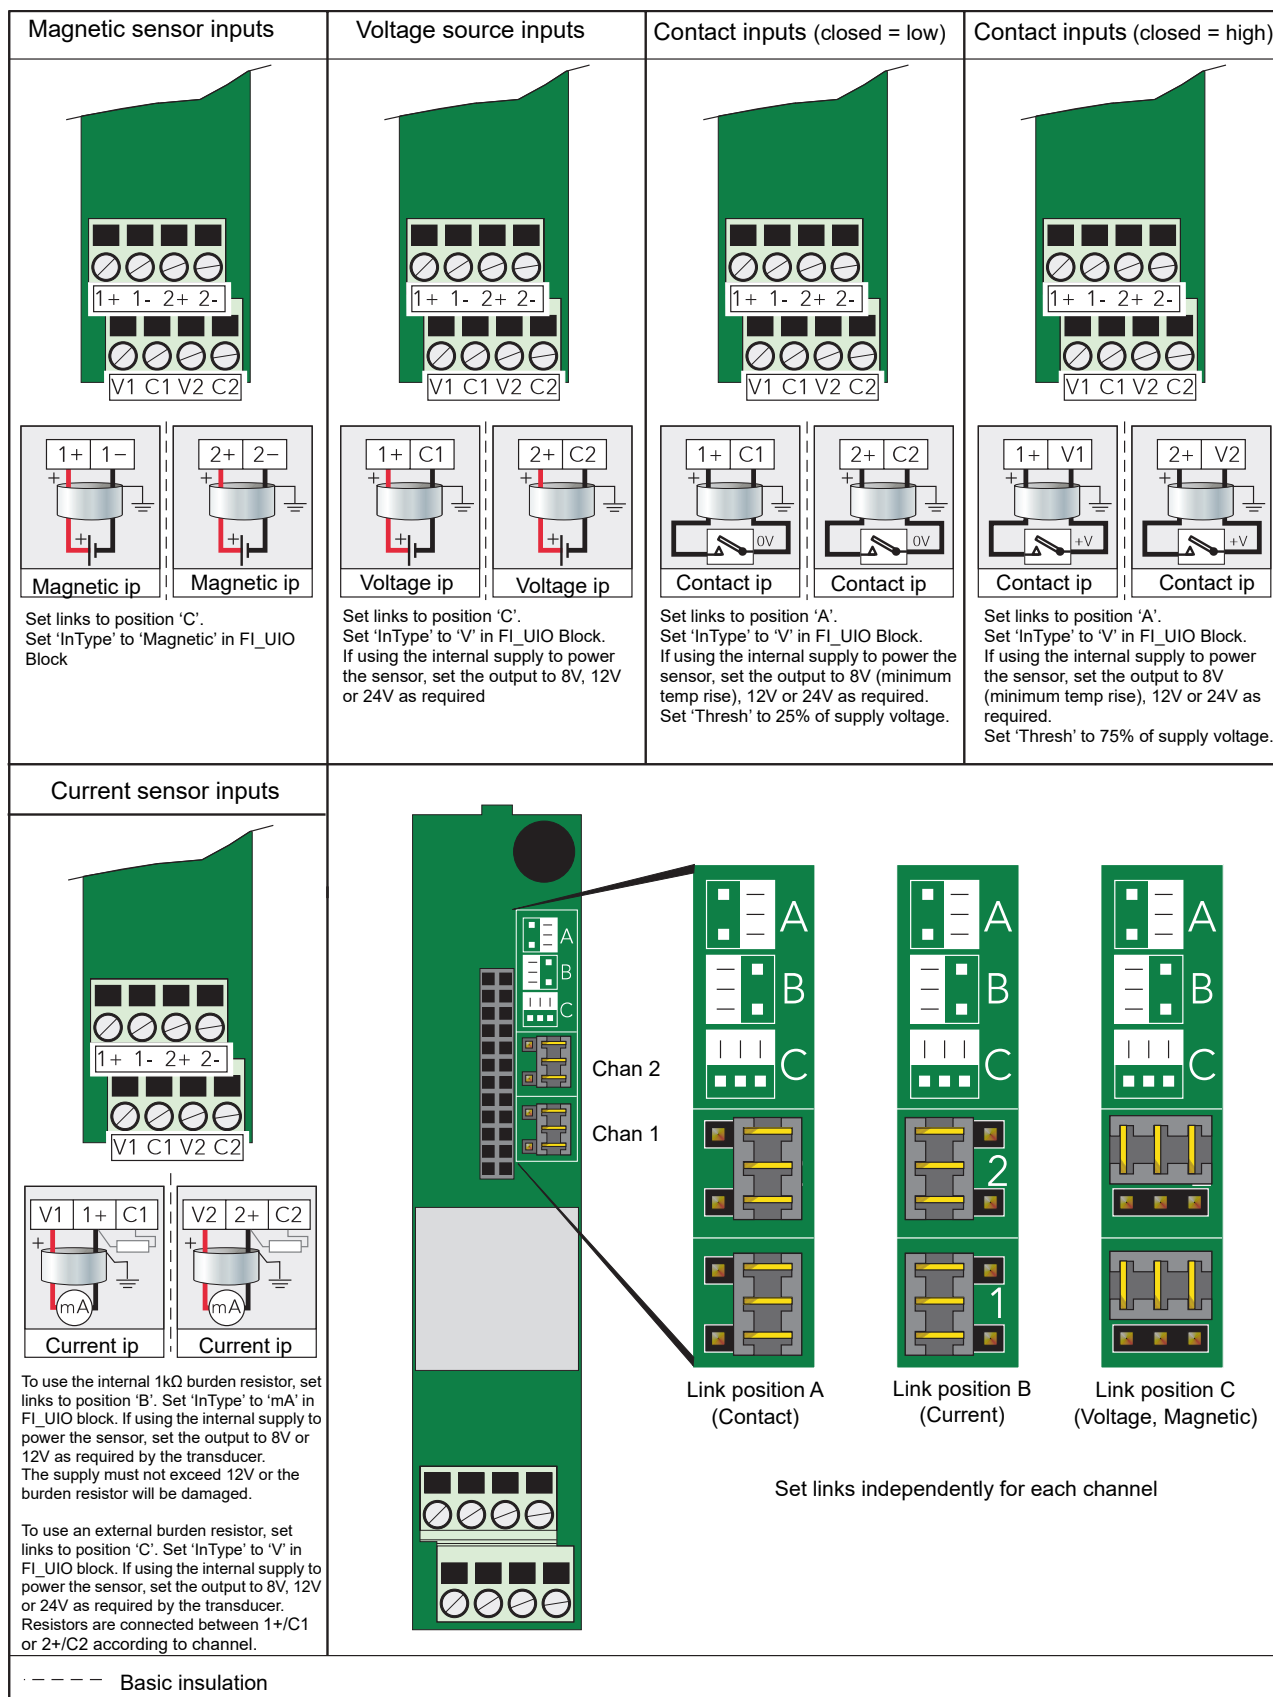 Magnetic sensor inputs
Voltage source inputs
Contact inputs (closed = low)
Contact inputs (closed = high)
1+ 1- 2+ 2-
V1 C1 V2 C2
1+ 1- 2+ 2-
V1 C1 V2 C2
1+ 1- 2+ 2-
V1 C1 V2 C2
1+ 1- 2+ 2-
V1 C1 V2 C2
1+ 1−
+
+
Magnetic ip
2+ 2−
+
+
Magnetic ip
1+ C1
+
+
Voltage ip
2+ C2
+
+
Voltage ip
1+ C1
+
0V
Contact ip
2+ C2
+
0V
Contact ip
1+ V1
+
+V
Contact ip
2+ V2
+
+V
Contact ip
Set links to position ‘C’.
Set ‘InType’ to ‘Magnetic’ in FI_UIO
Block
Set links to position ‘C’.
Set ‘InType’ to ‘V’ in FI_UIO Block.
If using the internal supply to power
the sensor, set the output to 8V, 12V
or 24V as required
Set links to position ‘A’.
Set ‘InType’ to ‘V’ in FI_UIO Block.
If using the internal supply to power the
sensor, set the output to 8V (minimum
temp rise), 12V or 24V as required.
Set ‘Thresh’ to 25% of supply voltage.
Set links to position ‘A’.
Set ‘InType’ to ‘V’ in FI_UIO Block.
If using the internal supply to power
the sensor, set the output to 8V
(minimum temp rise), 12V or 24V as
required.
Set ‘Thresh’ to 75% of supply voltage.
Current sensor inputs
1+ 1- 2+ 2-
V1 C1 V2 C2
V1 1+ C1
+
mA
Current ip
V2 2+ C2
+
mA
Current ip
To use the internal 1kΩ burden resistor, set
links to position ‘B’. Set ‘InType’ to ‘mA’ in
FI_UIO block. If using the internal supply to
power the sensor, set the output to 8V or
12V as required by the transducer.
The supply must not exceed 12V or the
burden resistor will be damaged.
To use an external burden resistor, set
links to position ‘C’. Set ‘InType’ to ‘V’ in
FI_UIO block. If using the internal supply to
power the sensor, set the output to 8V, 12V
or 24V as required by the transducer.
Resistors are connected between 1+/C1
or 2+/C2 according to channel.
A
B
C
Chan 2
Chan 1
A
B
C
Link position A
(Contact)
A
B
C
2
1
Link position B
(Current)
A
B
C
Link position C
(Voltage, Magnetic)
Set links independently for each channel
Basic insulation